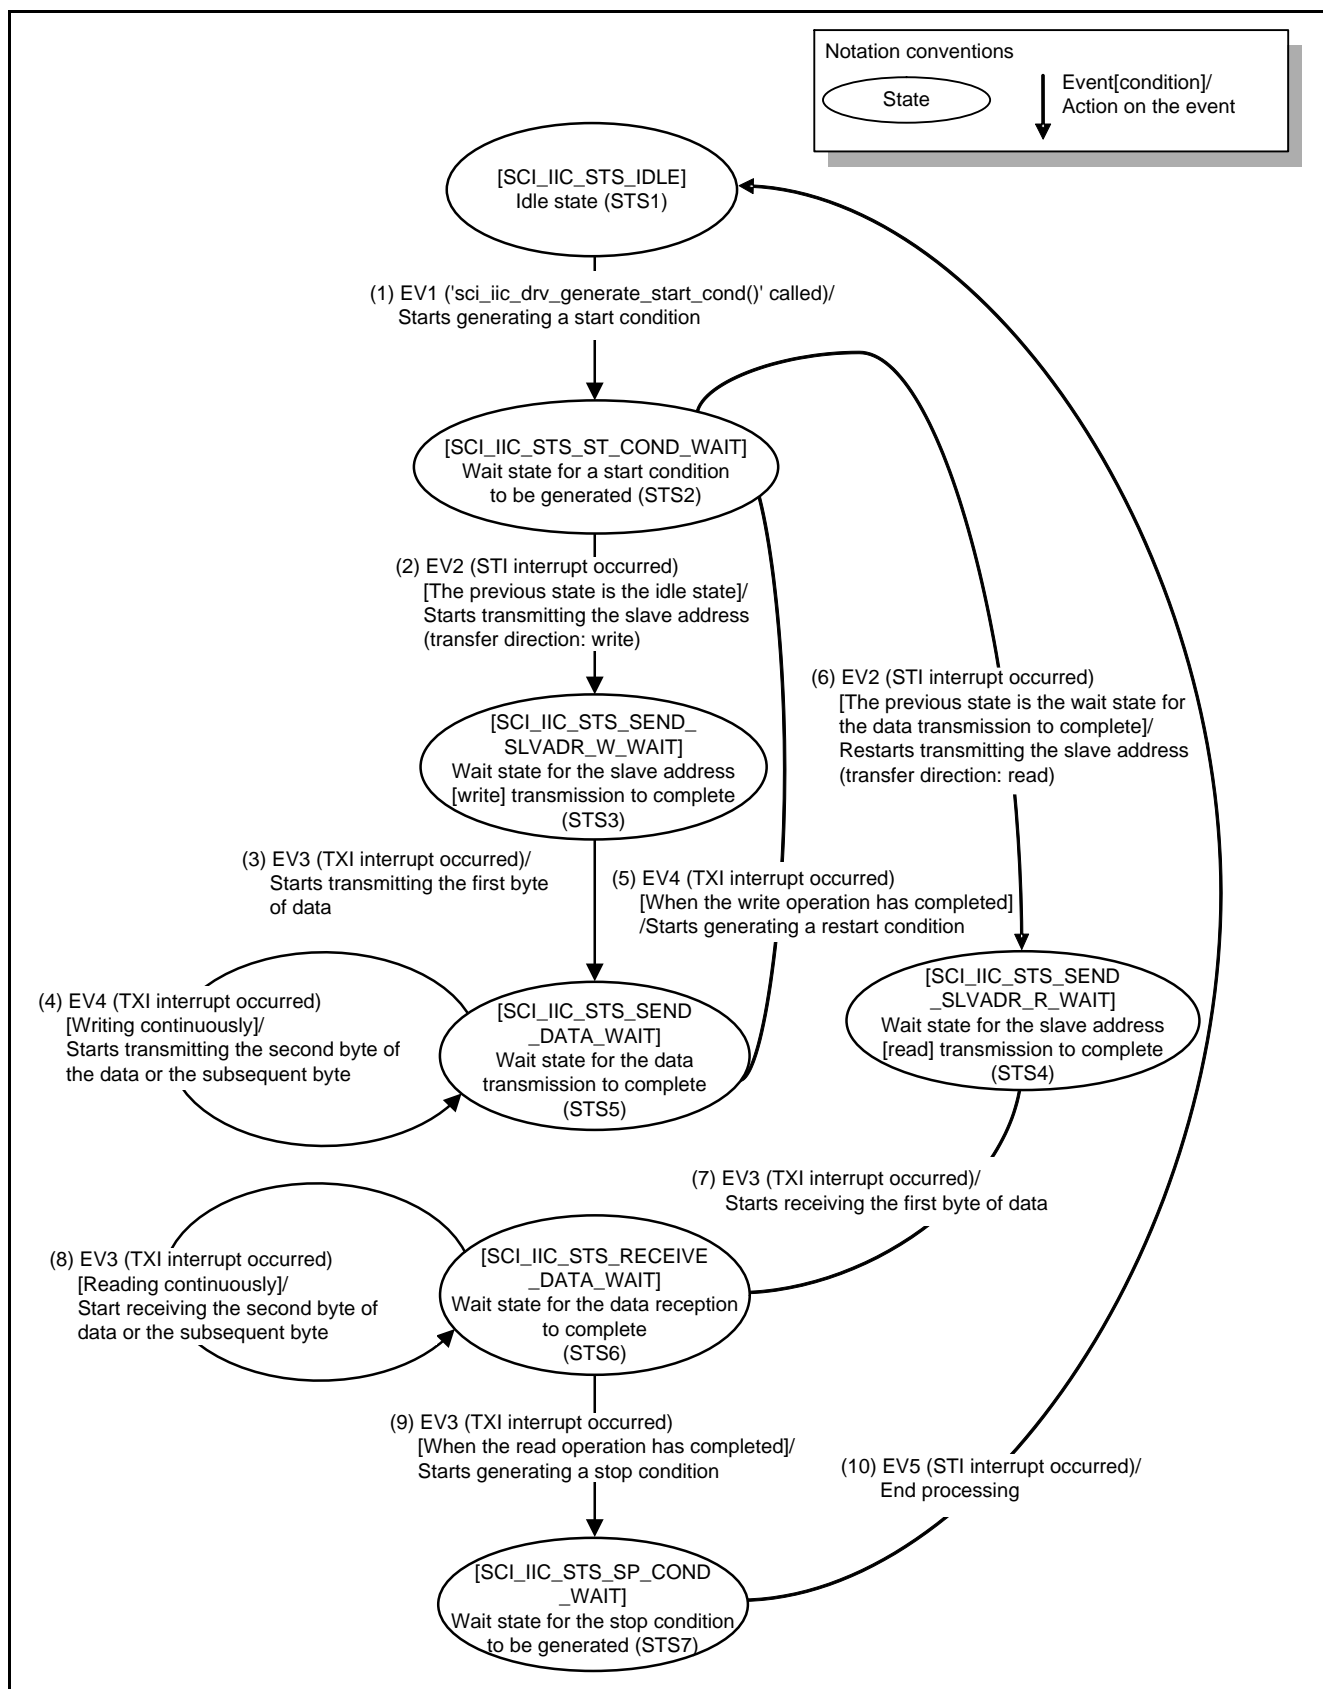 Notation conventions
State
Event[condition]/
Action on the event
[SCI_IIC_STS_IDLE]
Idle state (STS1)
(1) EV1 ('sci_iic_drv_generate_start_cond()' called)/
Starts generating a start condition
[SCI_IIC_STS_ST_COND_WAIT]
Wait state for a start condition
to be generated (STS2)
(2) EV2 (STI interrupt occurred)
[The previous state is the idle state]/
Starts transmitting the slave address
(transfer direction: write)
(6) EV2 (STI interrupt occurred)
[The previous state is the wait state for
the data transmission to complete]/
Restarts transmitting the slave address
(transfer direction: read)
[SCI_IIC_STS_SEND_
SLVADR_W_WAIT]
Wait state for the slave address
[write] transmission to complete
(STS3)
(3) EV3 (TXI interrupt occurred)/
Starts transmitting the first byte
of data
(5) EV4 (TXI interrupt occurred)
[When the write operation has completed]
/Starts generating a restart condition
(4) EV4 (TXI interrupt occurred)
[Writing continuously]/
Starts transmitting the second byte of
the data or the subsequent byte
[SCI_IIC_STS_SEND
_DATA_WAIT]
Wait state for the data
transmission to complete
(STS5)
[SCI_IIC_STS_SEND
_SLVADR_R_WAIT]
Wait state for the slave address
[read] transmission to complete
(STS4)
(7) EV3 (TXI interrupt occurred)/
Starts receiving the first byte of data
(8) EV3 (TXI interrupt occurred)
[Reading continuously]/
Start receiving the second byte of
data or the subsequent byte
[SCI_IIC_STS_RECEIVE
_DATA_WAIT]
Wait state for the data reception
to complete
(STS6)
(9) EV3 (TXI interrupt occurred)
[When the read operation has completed]/
Starts generating a stop condition
(10) EV5 (STI interrupt occurred)/
End processing
[SCI_IIC_STS_SP_COND
_WAIT]
Wait state for the stop condition
to be generated (STS7)